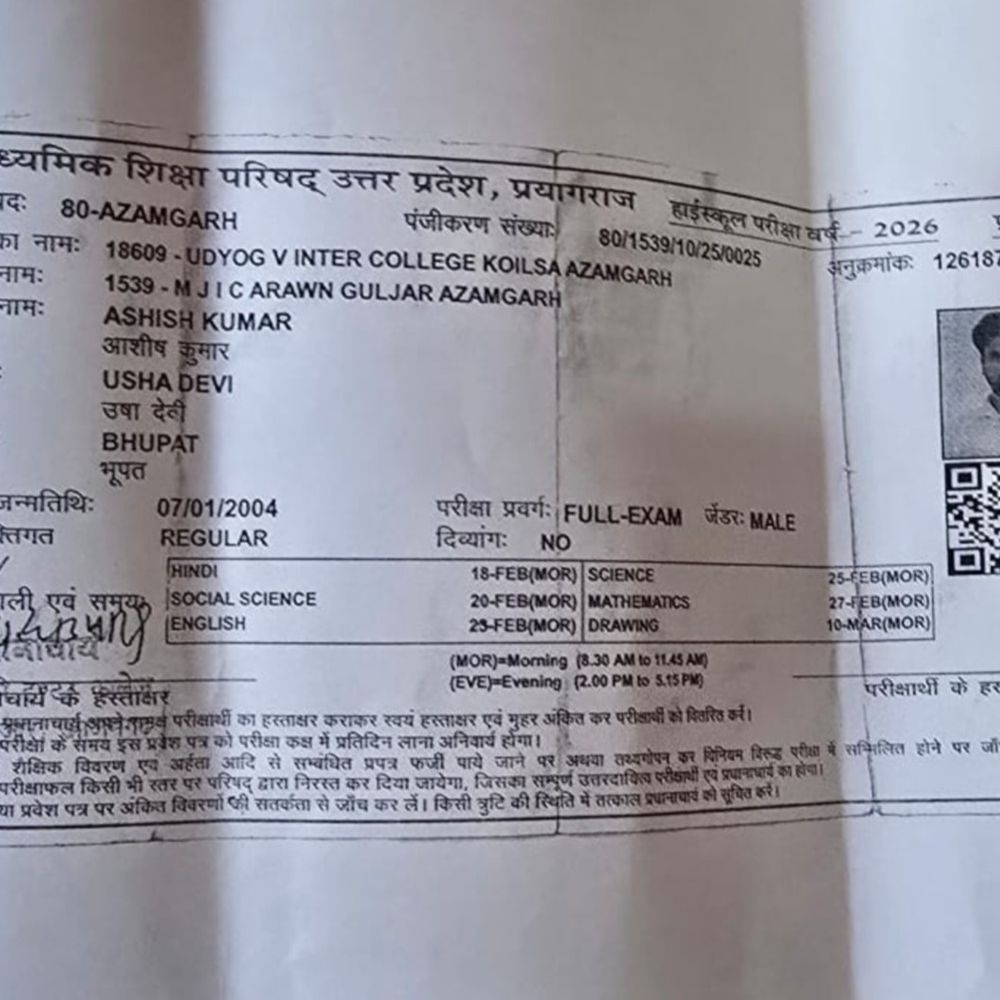 ध्यमिक शिक्षा परिषद् उत्तर प्रदेश, प्रयागराज हाईस्कूल परीक्षा वर्ष - 2026
पदः 80-AZAMGARH पंजीकरण संख्याः 80/1539/10/25/0025 अनुक्रमांकः 126187
का नामः 18609 - UDYOG V INTER COLLEGE KOILSA AZAMGARH
नामः 1539 - M J I C ARAWN GULJAR AZAMGARH
नामः ASHISH KUMAR
आशीष कुमार
USHA DEVI
उषा देवी
BHUPAT
भूपत
जन्मतिथिः 07/01/2004 परीक्षा प्रवर्गः FULL-EXAM जेंडरः MALE
क्तिगत REGULAR दिव्यांगः NO
HINDI 18-FEB(MOR) SCIENCE 25-FEB(MOR)
ाली एवं समय SOCIAL SCIENCE 20-FEB(MOR) MATHEMATICS 27-FEB(MOR)
ENGLISH 23-FEB(MOR) DRAWING 10-MAR(MOR)
(MOR)=Morning (8.30 AM to 11.45 AM)
(EVE)=Evening (2.00 PM to 5.15 PM)
चार्य के हस्ताक्षर परीक्षार्थी के हस
परीक्षार्थी का हस्ताक्षर कराकर स्वयं हस्ताक्षर एवं मुहर अंकित कर परीक्षार्थी को वितरित करें।
परीक्षा के समय इस प्रवेश पत्र को परीक्षा कक्ष में प्रतिदिन लाना अनिवार्य होगा।
शैक्षिक विवरण एवं अर्हता आदि से सम्बंधित प्रपत्र फर्जी पाये जाने पर अथवा तथ्यगोपन कर विनियम विरुद्ध परीक्षा में सम्मिलित होने पर जाँ
परीक्षाफल किसी भी स्तर पर परिषद् द्वारा निरस्त कर दिया जायेगा, जिसका सम्पूर्ण उत्तरदायित्व परीक्षार्थी एवं प्रधानाचार्य का होगा।
या प्रवेश पत्र पर अंकित विवरणों की सतर्कता से जाँच कर लें। किसी त्रुटि की स्थिति में तत्काल प्रधानाचार्य को सूचित करें।